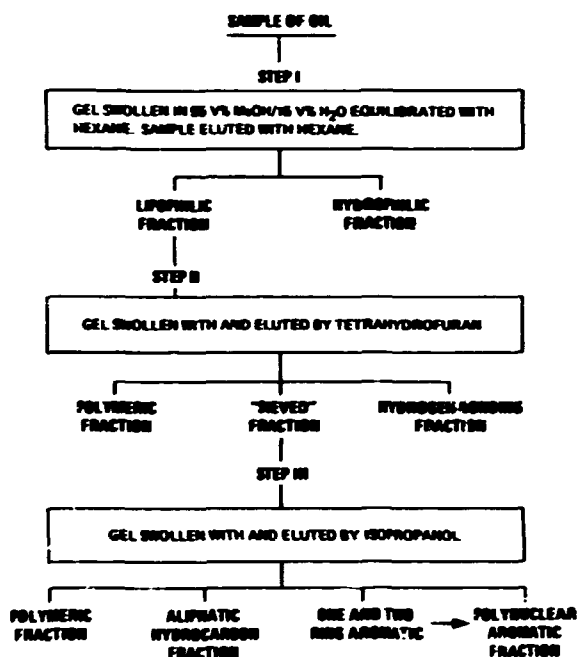 SAMPLE OF OIL
STEP I
GEL SWOLLEN IN 85 V% MeOH/15 V% H₂O EQUILIBRATED WITH
HEXANE. SAMPLE ELUTED WITH HEXANE.
LIPOPHILIC
FRACTION
HYDROPHILIC
FRACTION
STEP II
GEL SWOLLEN WITH AND ELUTED BY TETRAHYDROFURAN
POLYMERIC
FRACTION
"SIEVED"
FRACTION
HYDROGEN-BONDING
FRACTION
STEP III
GEL SWOLLEN WITH AND ELUTED BY ISOPROPANOL
POLYMERIC
FRACTION
ALIPHATIC
HYDROCARBON
FRACTION
ONE AND TWO
RING AROMATIC
POLYNUCLEAR
AROMATIC
FRACTION